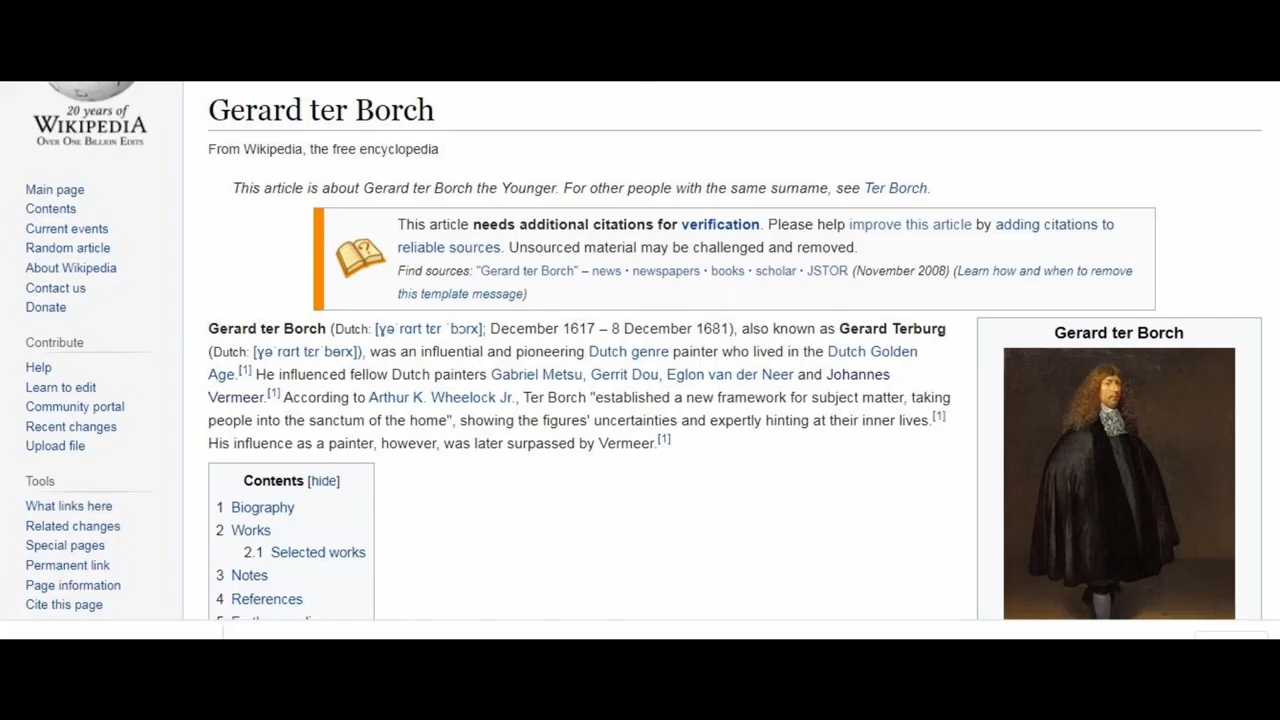 20 years of
WIKIPEDIA
OVER ONE BILLION EDITS
Main page
Contents
Current events
Random article
About Wikipedia
Contact us
Donate
Contribute
Help
Learn to edit
Community portal
Recent changes
Upload file
Tools
What links here
Related changes
Special pages
Permanent link
Page information
Cite this page
Gerard ter Borch
From Wikipedia, the free encyclopedia
This article is about Gerard ter Borch the Younger. For other people with the same surname, see Ter Borch.
This article needs additional citations for verification. Please help improve this article by adding citations to
reliable sources. Unsourced material may be challenged and removed.
Find sources: "Gerard ter Borch" – news · newspapers · books · scholar · JSTOR (November 2008) (Learn how and when to remove
this template message)
Gerard ter Borch (Dutch: [ɣəˈrɑrt tɛr ˈbɔrx]; December 1617 – 8 December 1681), also known as Gerard Terburg
(Dutch: [ɣəˈrɑrt tɛrˈbɵrx]), was an influential and pioneering Dutch genre painter who lived in the Dutch Golden
Age.[1] He influenced fellow Dutch painters Gabriel Metsu, Gerrit Dou, Eglon van der Neer and Johannes
Vermeer.[1] According to Arthur K. Wheelock Jr., Ter Borch "established a new framework for subject matter, taking
people into the sanctum of the home", showing the figures' uncertainties and expertly hinting at their inner lives.[1]
His influence as a painter, however, was later surpassed by Vermeer.[1]
Contents [hide]
1 Biography
2 Works
2.1 Selected works
3 Notes
4 References
Gerard ter Borch